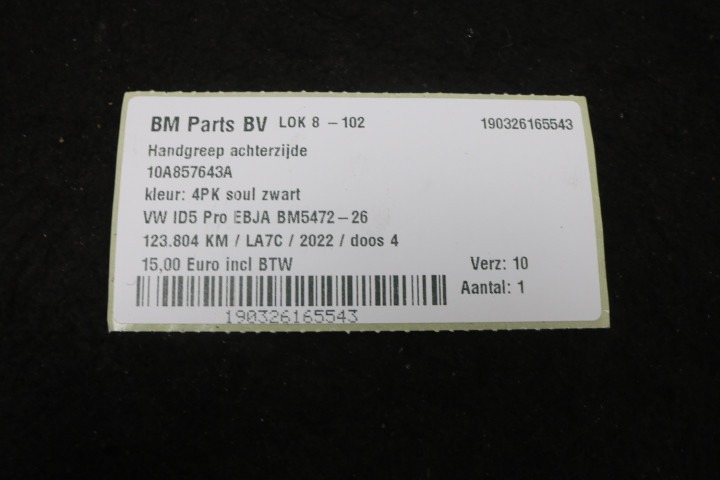 BM Parts BV LOK 8 - 102 190326165543
Handgreep achterzijde
10A857643A
kleur: 4PK soul zwart
VW ID5 Pro EBJA BM5472-26
123.804 KM / LA7C / 2022 / doos 4
15,00 Euro incl BTW Verz: 10
Aantal: 1
190326165543